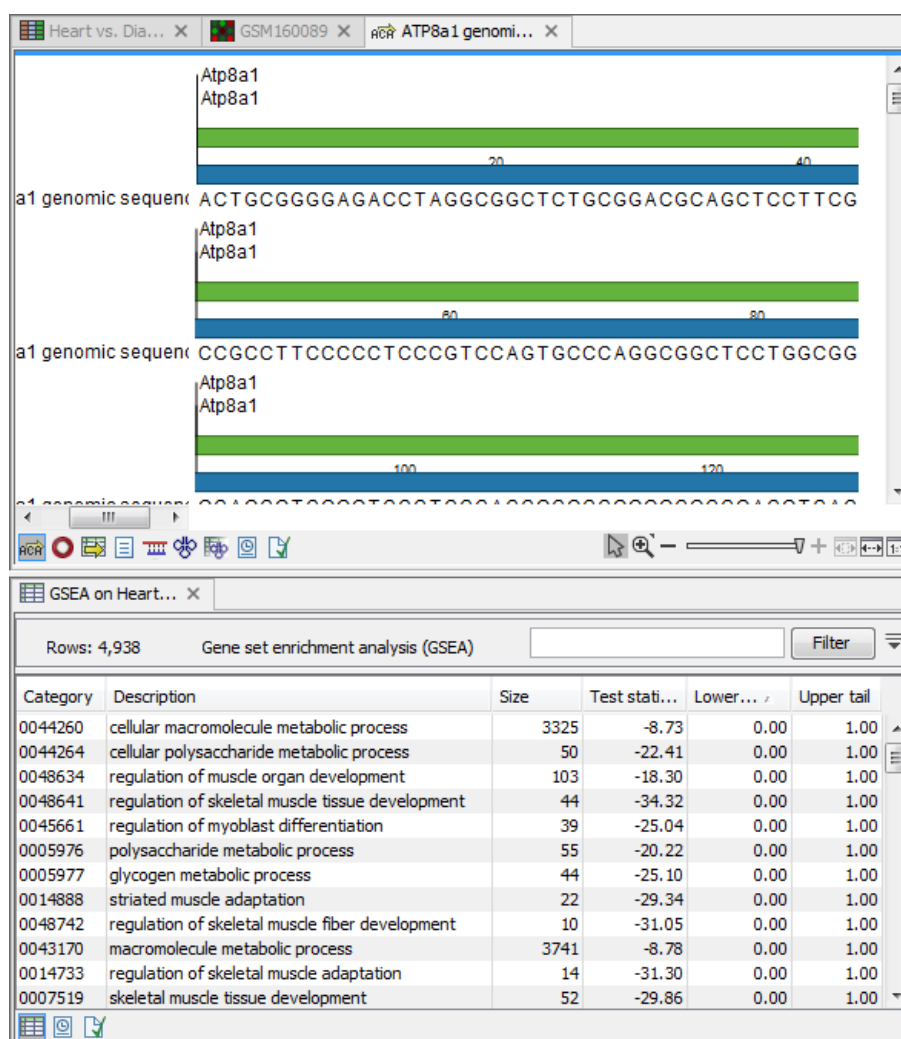 Heart vs. Dia... GSM160089 ACA ATP8a1 genomi...
Atp8a1
Atp8a1
20 40
a1 genomic sequenc ACTGCGGGGAGACCTAGGCGGCTCTGCGGACGCAGCTCCTTCG
Atp8a1
Atp8a1
60 80
a1 genomic sequenc CCGCCTTCCCCCTCCCGTCCAGTGCCCAGGCGGCTCCTGGCGG
Atp8a1
Atp8a1
100 120
a1 genomic sequenc
ACA 1:1
GSEA on Heart...
Rows: 4,938 Gene set enrichment analysis (GSEA) Filter
Category Description Size Test stati... Lower... Upper tail
0044260 cellular macromolecule metabolic process 3325 -8.73 0.00 1.00
0044264 cellular polysaccharide metabolic process 50 -22.41 0.00 1.00
0048634 regulation of muscle organ development 103 -18.30 0.00 1.00
0048641 regulation of skeletal muscle tissue development 44 -34.32 0.00 1.00
0045661 regulation of myoblast differentiation 39 -25.04 0.00 1.00
0005976 polysaccharide metabolic process 55 -20.22 0.00 1.00
0005977 glycogen metabolic process 44 -25.10 0.00 1.00
0014888 striated muscle adaptation 22 -29.34 0.00 1.00
0048742 regulation of skeletal muscle fiber development 10 -31.05 0.00 1.00
0043170 macromolecule metabolic process 3741 -8.78 0.00 1.00
0014733 regulation of skeletal muscle adaptation 14 -31.30 0.00 1.00
0007519 skeletal muscle tissue development 52 -29.86 0.00 1.00